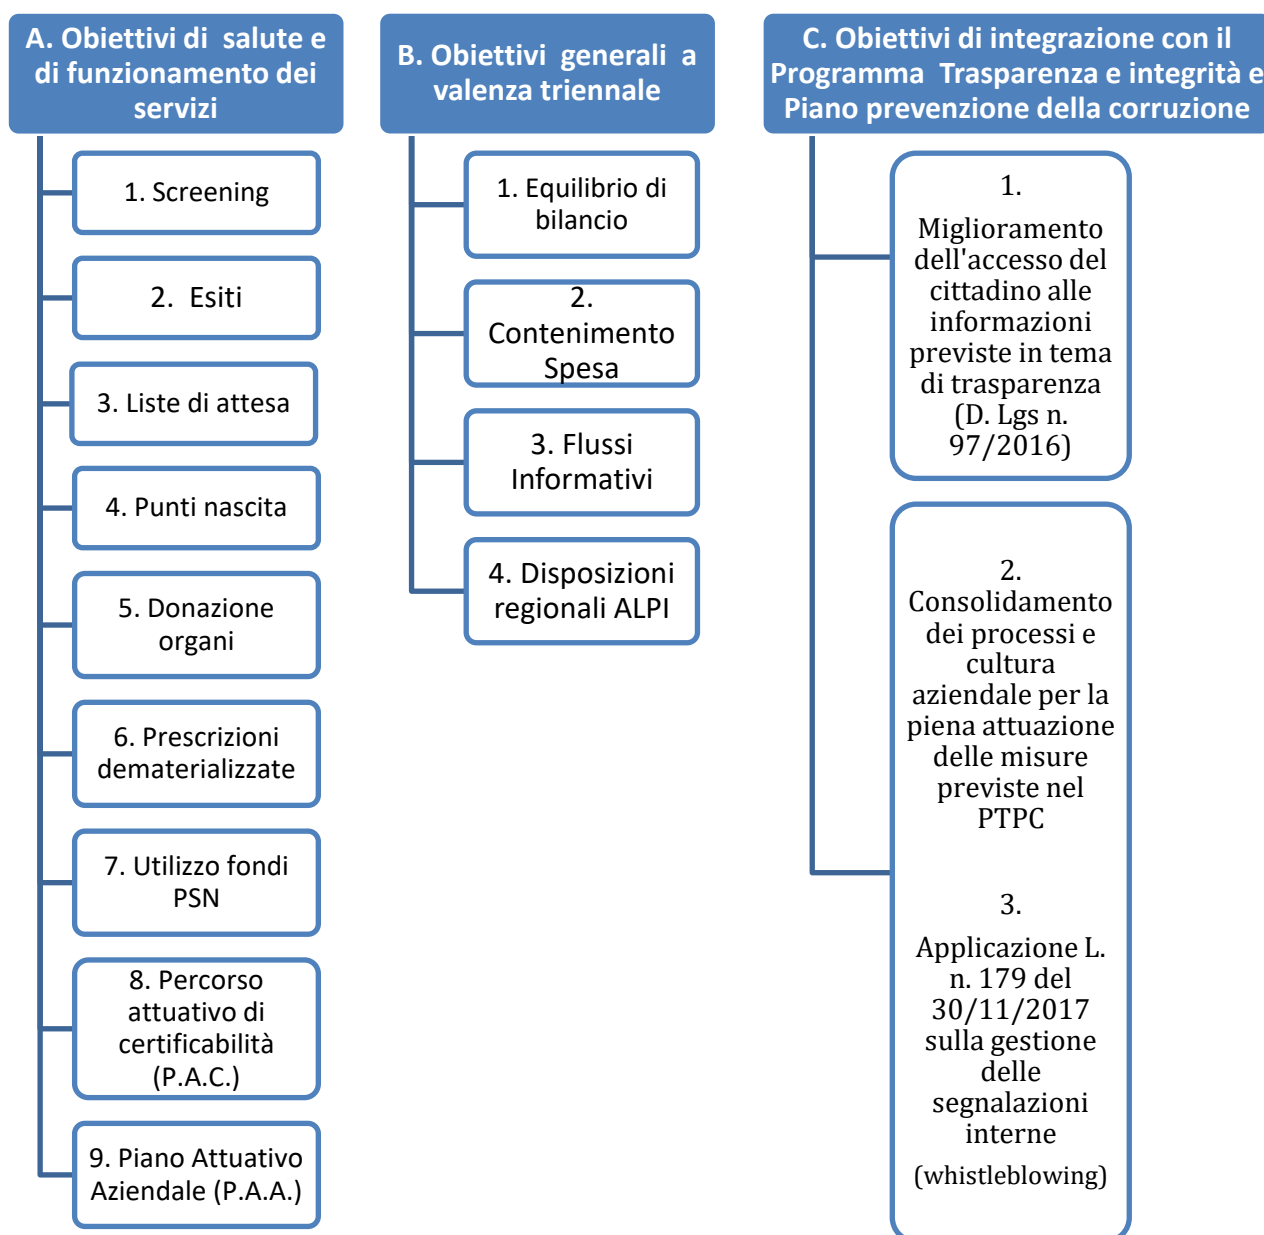 A. Obiettivi di salute e
di funzionamento dei
servizi
1. Screening
2. Esiti
3. Liste di attesa
4. Punti nascita
5. Donazione
organi
6. Prescrizioni
dematerializzate
7. Utilizzo fondi
PSN
8. Percorso
attuativo di
certificabilità
(P.A.C.)
9. Piano Attuativo
Aziendale (P.A.A.)
B. Obiettivi generali a
valenza triennale
1. Equilibrio di
bilancio
2.
Contenimento
Spesa
3. Flussi
Informativi
4. Disposizioni
regionali ALPI
C. Obiettivi di integrazione con il
Programma Trasparenza e integrità e
Piano prevenzione della corruzione
1.
Miglioramento
dell'accesso del
cittadino alle
informazioni
previste in tema
di trasparenza
(D. Lgs n.
97/2016)
2.
Consolidamento
dei processi e
cultura
aziendale per la
piena attuazione
delle misure
previste nel
PTPC
3.
Applicazione L.
n. 179 del
30/11/2017
sulla gestione
delle
segnalazioni
interne
(whistleblowing)